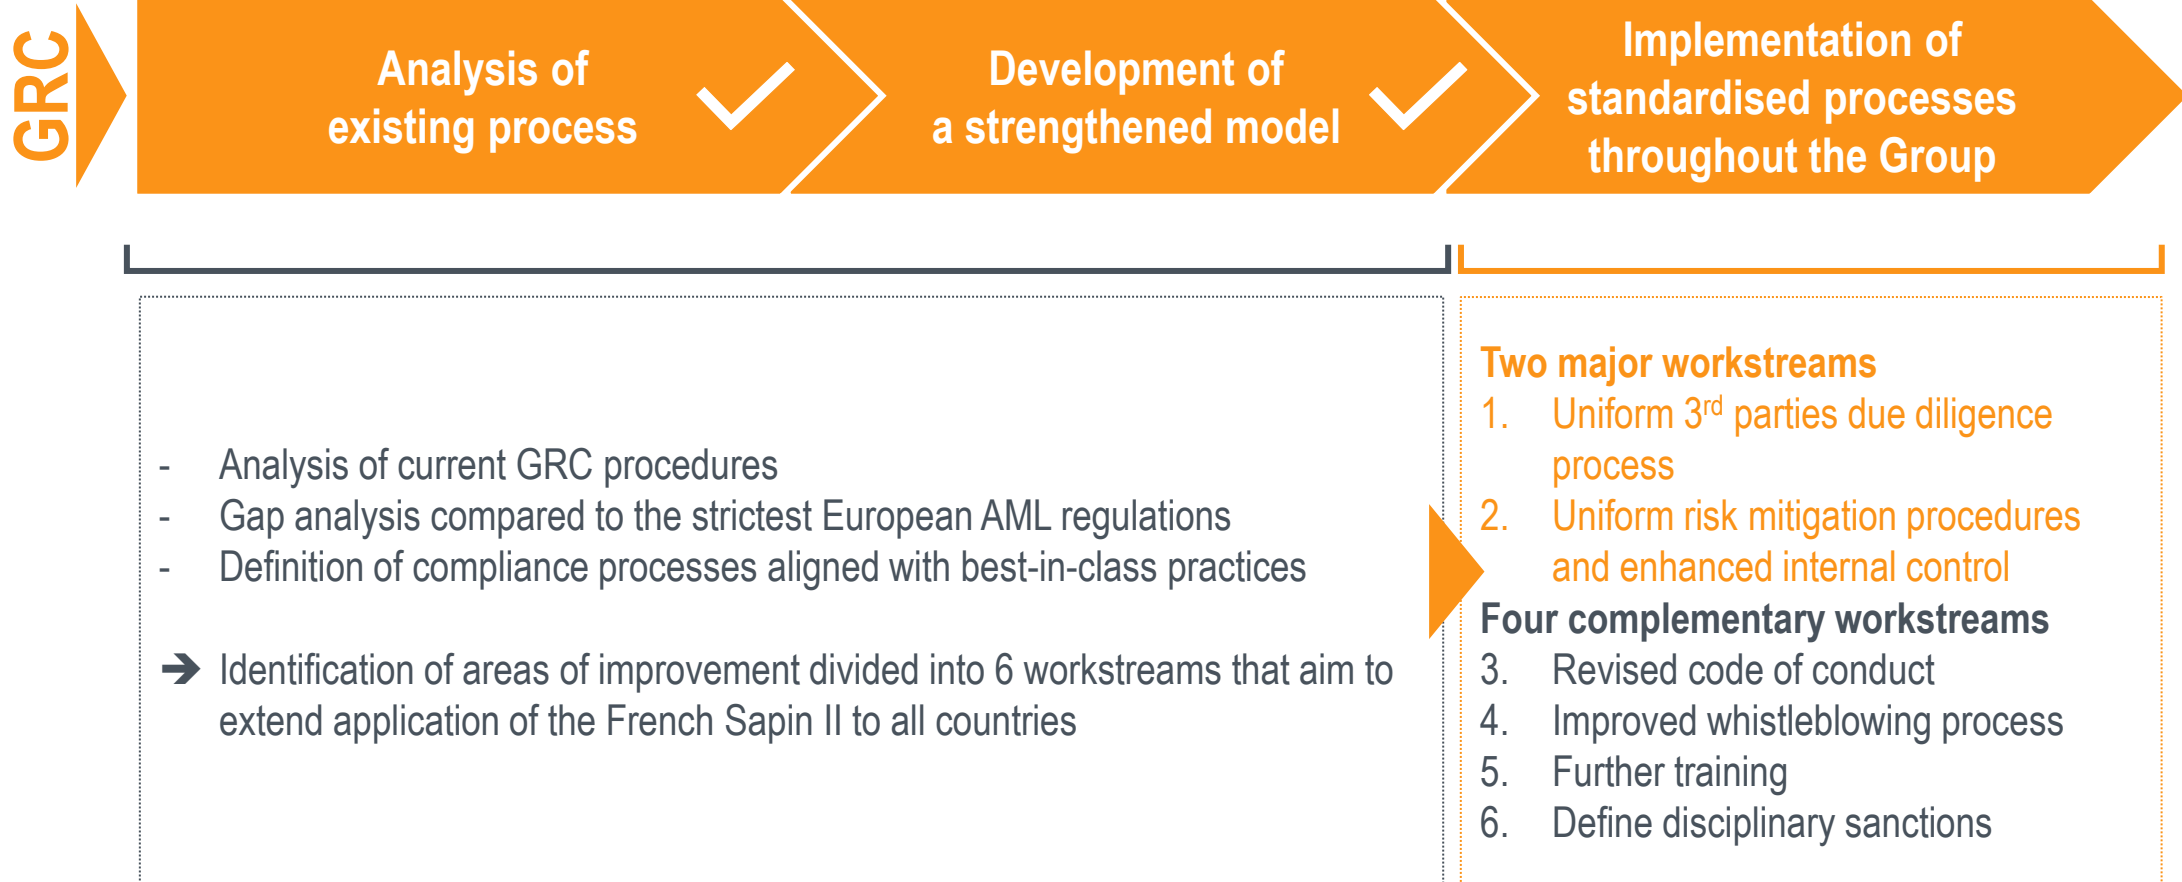 GRC
Analysis of
existing process
Development of
a strengthened model
Implementation of
standardised processes
throughout the Group
- Analysis of current GRC procedures
- Gap analysis compared to the strictest European AML regulations
- Definition of compliance processes aligned with best-in-class practices
➔ Identification of areas of improvement divided into 6 workstreams that aim to
extend application of the French Sapin II to all countries
Two major workstreams
1. Uniform 3rd parties due diligence
process
2. Uniform risk mitigation procedures
and enhanced internal control
Four complementary workstreams
3. Revised code of conduct
4. Improved whistleblowing process
5. Further training
6. Define disciplinary sanctions